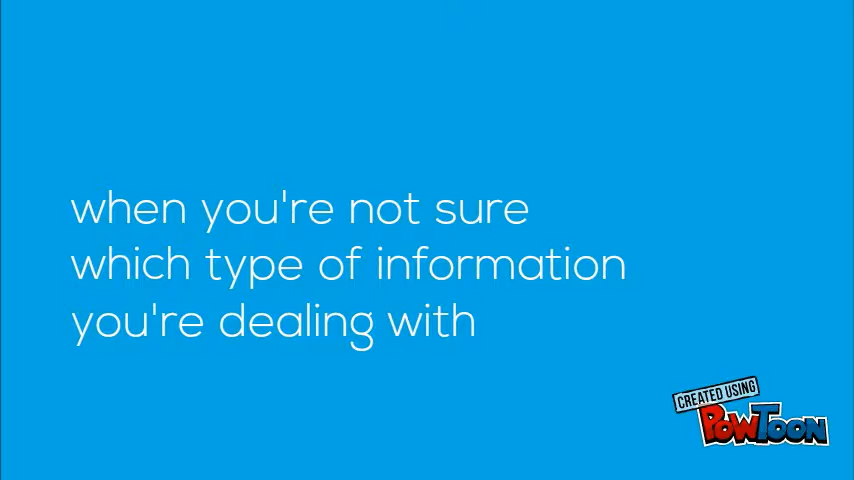 when you're not sure
which type of information
you're dealing with
CREATED USING
POWTOON